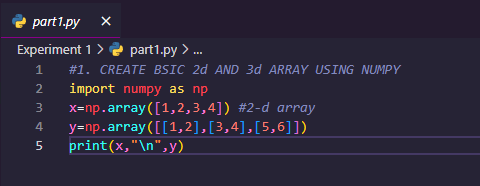 part1.py ×
Experiment 1 > part1.py > ...
1 #1. CREATE BSIC 2d AND 3d ARRAY USING NUMPY
2 import numpy as np
3 x=np.array([1,2,3,4]) #2-d array
4 y=np.array([[1,2],[3,4],[5,6]])
5 print(x,"\n",y)